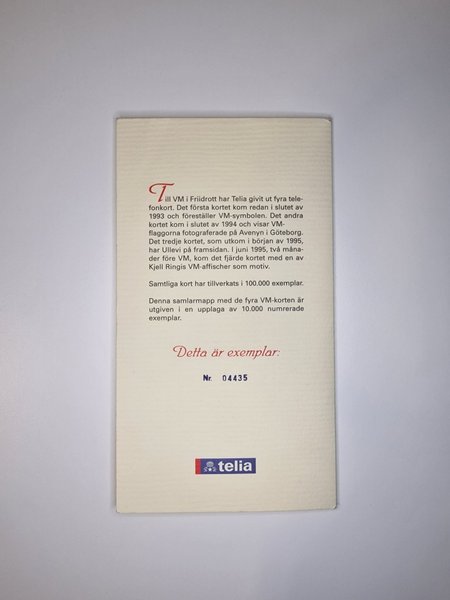 Till VM i Friidrott har Telia givit ut fyra tele-
fonkort. Det första kortet kom redan i slutet av
1993 och föreställer VM-symbolen. Det andra
kortet kom i slutet av 1994 och visar VM-
flaggorna fotograferade på Avenyn i Göteborg.
Det tredje kortet, som utkom i början av 1995,
har Ullevi på framsidan. I juni 1995, två måna-
der före VM, kom det fjärde kortet med en av
Kjell Ringis VM-affischer som motiv.
Samtliga kort har tillverkats i 100.000 exemplar.
Denna samlarmapp med de fyra VM-korten är
utgiven i en upplaga av 10.000 numrerade
exemplar.
Detta är exemplar:
Nr. 04435
telia